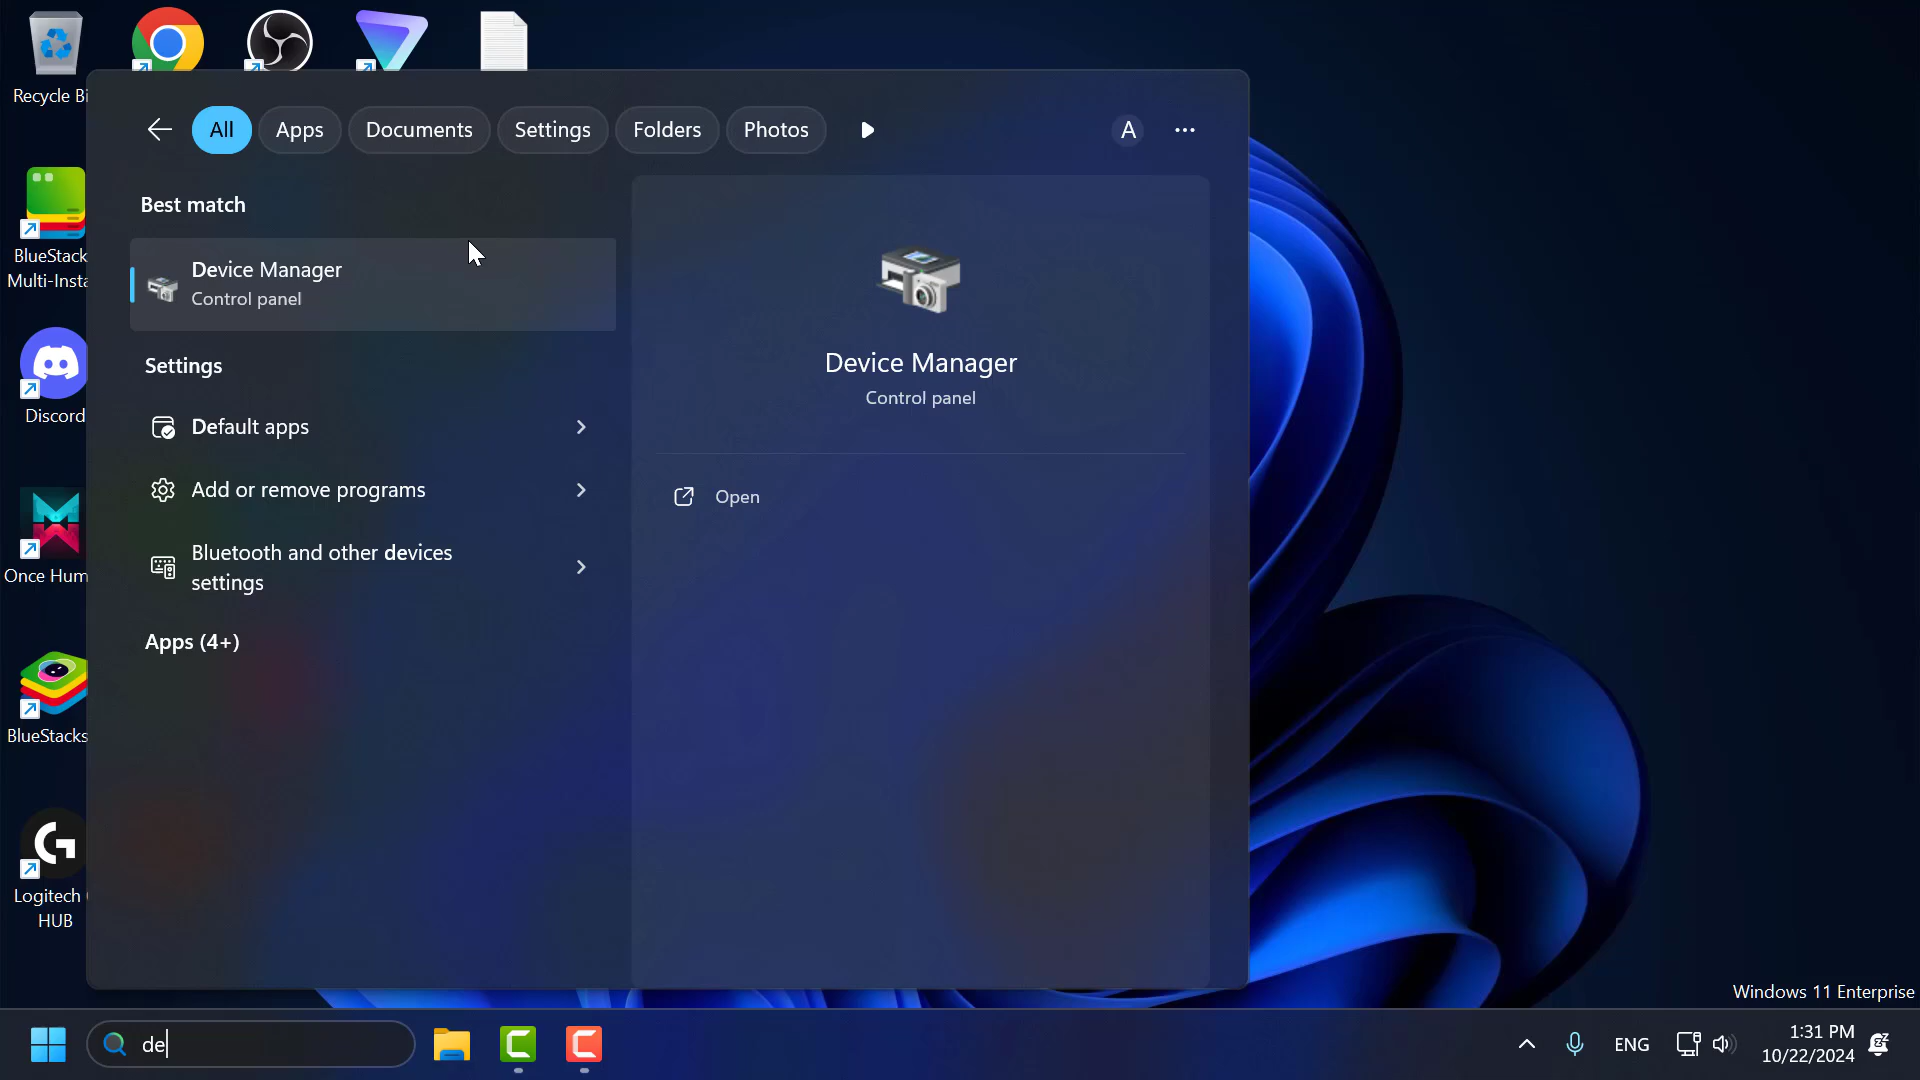 Recycle Bi
All
Apps
Documents
Settings
Folders
Photos
A
Best match
Device Manager
Control panel
Settings
Default apps
Add or remove programs
Bluetooth and other devices
settings
Apps (4+)
Device Manager
Control panel
Open
BlueStack
Multi-Insta
Discord
Once Hum
BlueStacks
Logitech
HUB
Windows 11 Enterprise
de
ENG
1:31 PM
10/22/2024